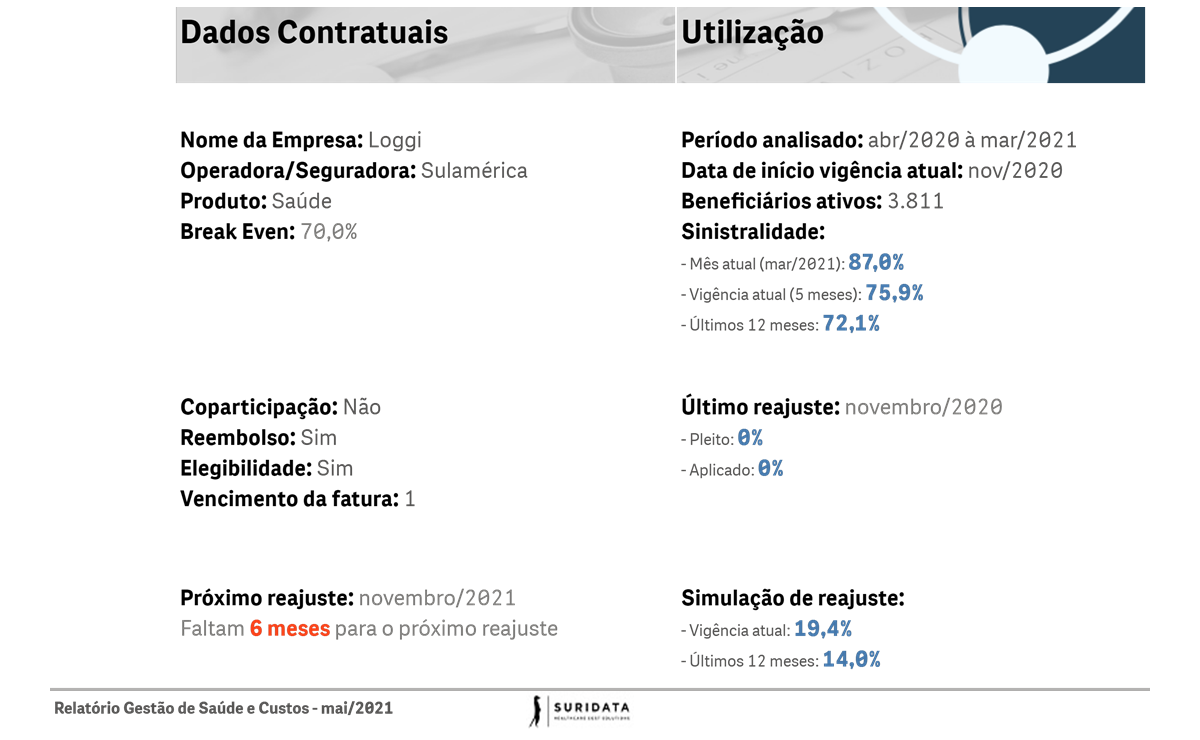 Dados Contratuais
Utilização
Nome da Empresa: Loggi
Operadora/Seguradora: Sulamérica
Produto: Saúde
Break Even: 70,0%
Período analisado: abr/2020 à mar/2021
Data de início vigência atual: nov/2020
Beneficiários ativos: 3.811
Sinistralidade:
- Mês atual (mar/2021): 87,0%
- Vigência atual (5 meses): 75,9%
- Últimos 12 meses: 72,1%
Coparticipação: Não
Reembolso: Sim
Elegibilidade: Sim
Vencimento da fatura: 1
Último reajuste: novembro/2020
- Pleito: 0%
- Aplicado: 0%
Próximo reajuste: novembro/2021
Faltam 6 meses para o próximo reajuste
Simulação de reajuste:
- Vigência atual: 19,4%
- Últimos 12 meses: 14,0%
Relatório Gestão de Saúde e Custos - mai/2021
SURIDATA
HEALTHCARE BEST SOLUTIONS